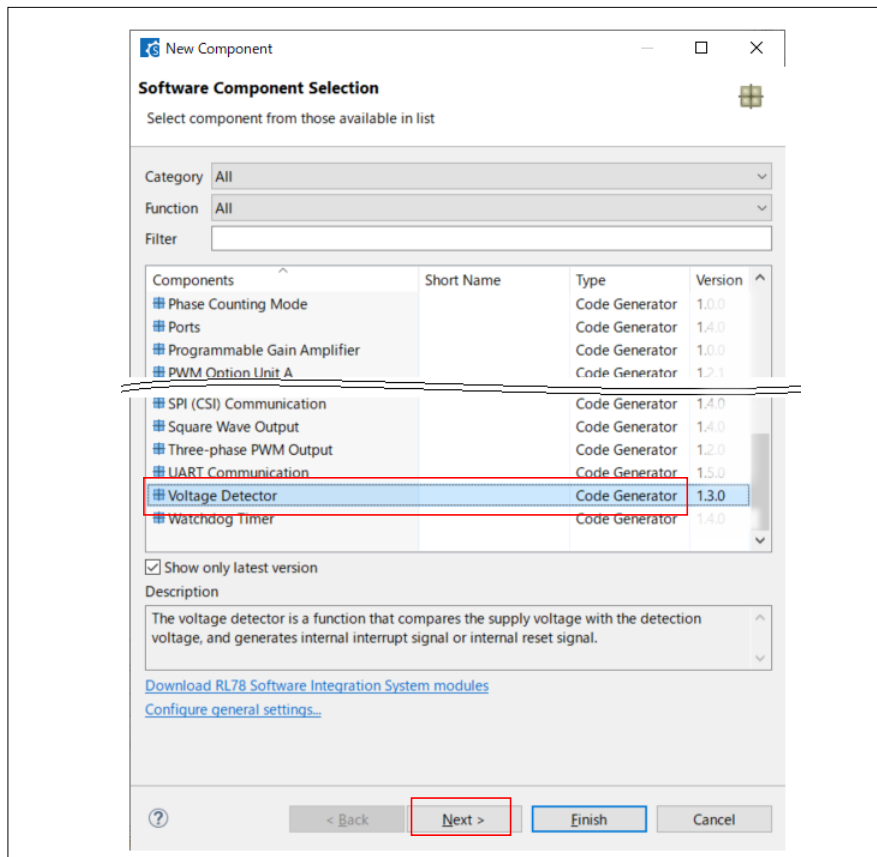 New Component
Software Component Selection
Select component from those available in list
Category All
Function All
Filter
Components Short Name Type Version
Phase Counting Mode Code Generator 1.0.0
Ports Code Generator 1.4.0
Programmable Gain Amplifier Code Generator 1.0.0
PWM Option Unit A Code Generator 1.2.1
SPI (CSI) Communication Code Generator 1.4.0
Square Wave Output Code Generator 1.4.0
Three-phase PWM Output Code Generator 1.2.0
UART Communication Code Generator 1.5.0
Voltage Detector Code Generator 1.3.0
Watchdog Timer Code Generator 1.4.0
Show only latest version
Description
The voltage detector is a function that compares the supply voltage with the detection
voltage, and generates internal interrupt signal or internal reset signal.
Download RL78 Software Integration System modules
Configure general settings...
? < Back Next > Finish Cancel